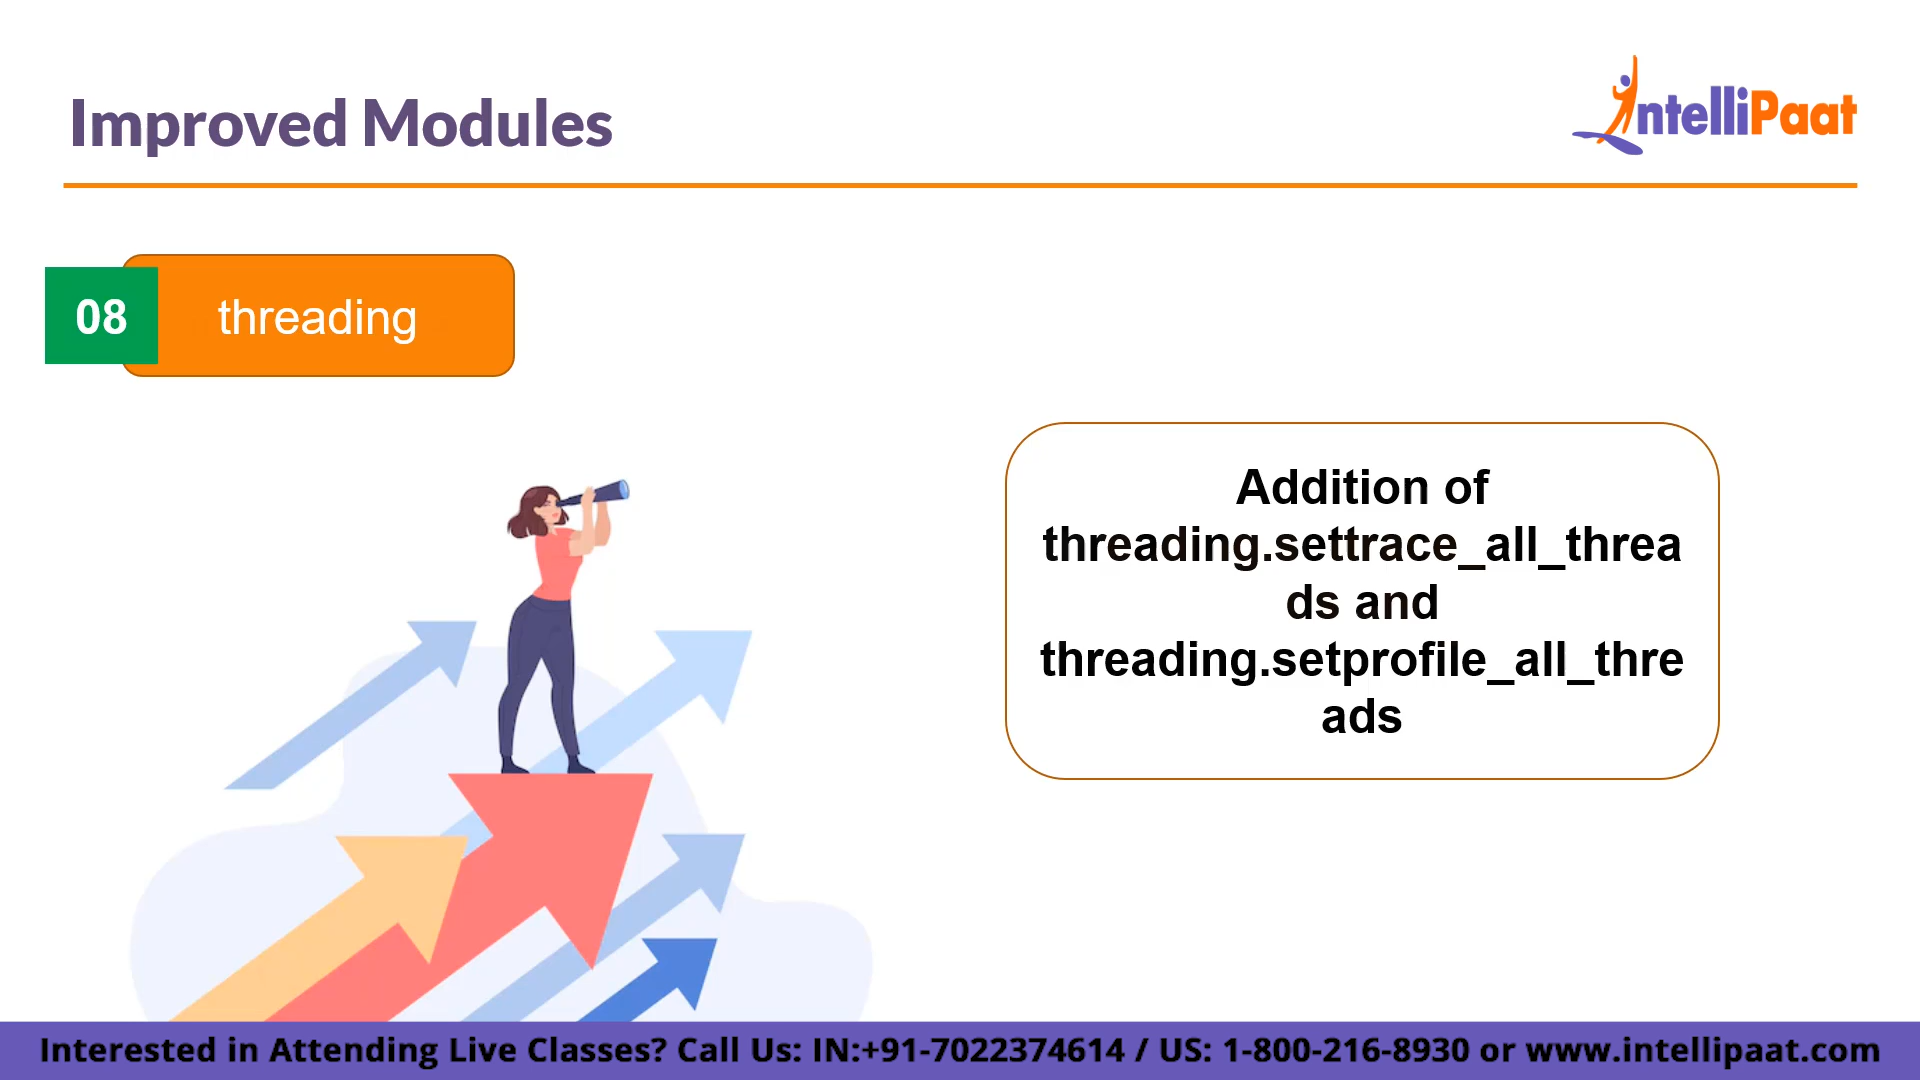 Improved Modules
IntelliPaat
08
threading
Addition of
threading.settrace_all_threa
ds and
threading.setprofile_all_thre
ads
Interested in Attending Live Classes? Call Us: IN:+91-7022374614 / US: 1-800-216-8930 or www.intellipaat.com